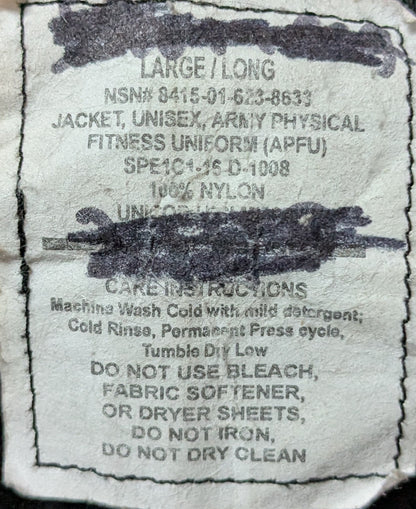 LARGE / LONG
NSN# 8415-01-623-8633
JACKET, UNISEX, ARMY PHYSICAL
FITNESS UNIFORM (APFU)
SPE1C1-16-D-1008
100% NYLON
CARE INSTRUCTIONS
Machine Wash Cold with mild detergent;
Cold Rinse, Permanent Press cycle,
Tumble Dry Low
DO NOT USE BLEACH,
FABRIC SOFTENER,
OR DRYER SHEETS,
DO NOT IRON,
DO NOT DRY CLEAN